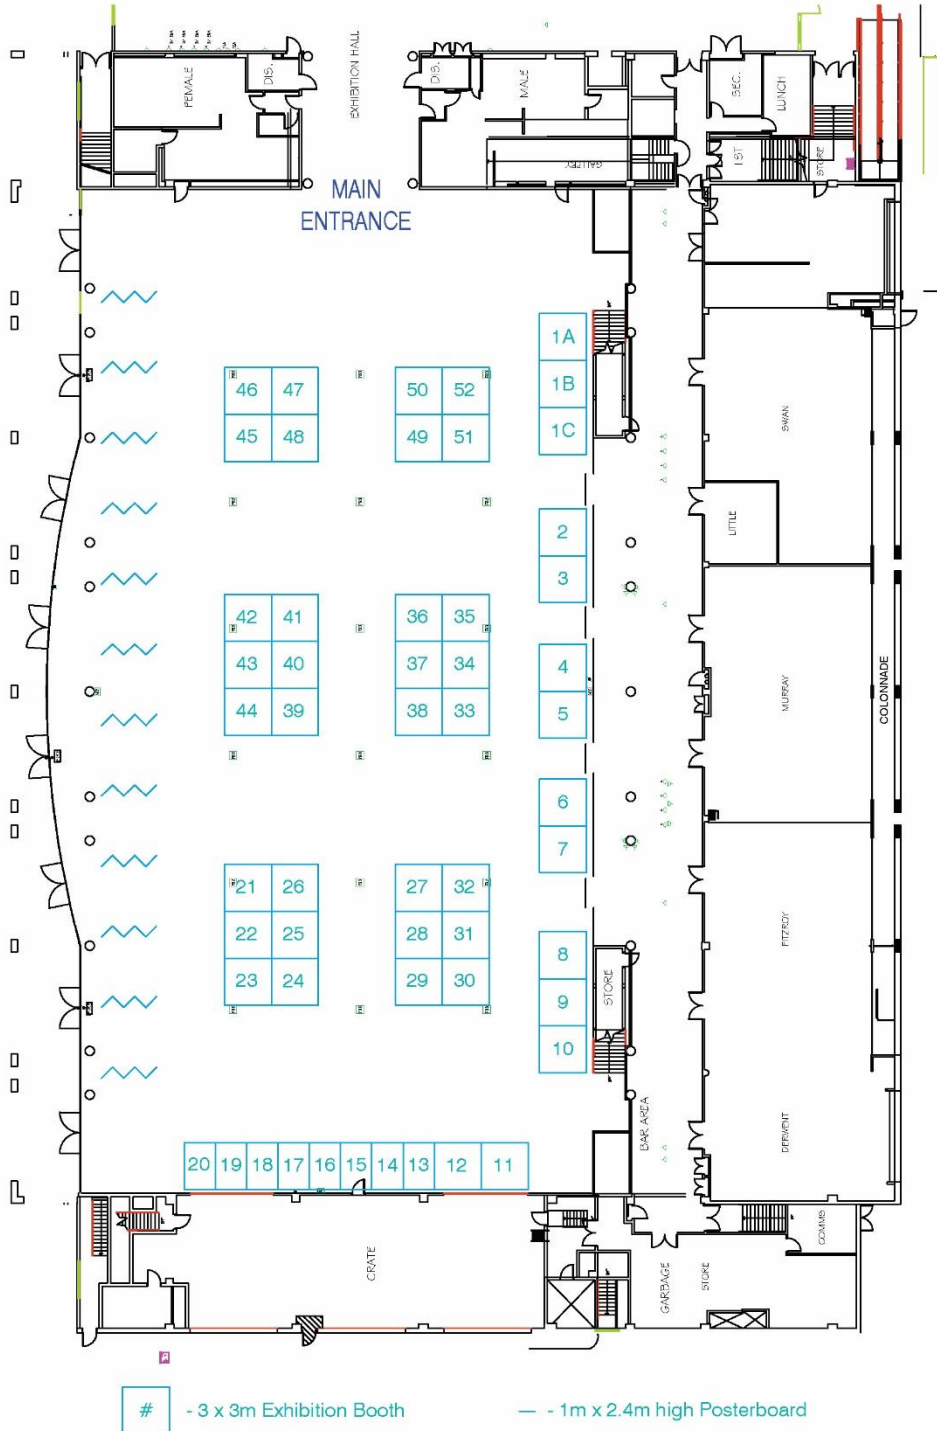 EXHIBITION HALL
FEMALE
DIS.
DIS.
MALE
GALLERY
SEC.
LUNCH
1.ST
STORE
MAIN
ENTRANCE
1A
1B
1C
46 47 50 52
45 48 49 51
SWAN
LITTLE
2
3
42 41 36 35
43 40 37 34
44 39 38 33
4
5
MURRAY
COLONNADE
6
7
21 26 27 32
22 25 28 31
23 24 29 30
8
9
10
STORE
FITZROY
BAR AREA
DERWENT
20 19 18 17 16 15 14 13 12 11
CRATE
GARBAGE
STORE
COMMS
# - 3 x 3m Exhibition Booth
— - 1m x 2.4m high Posterboard